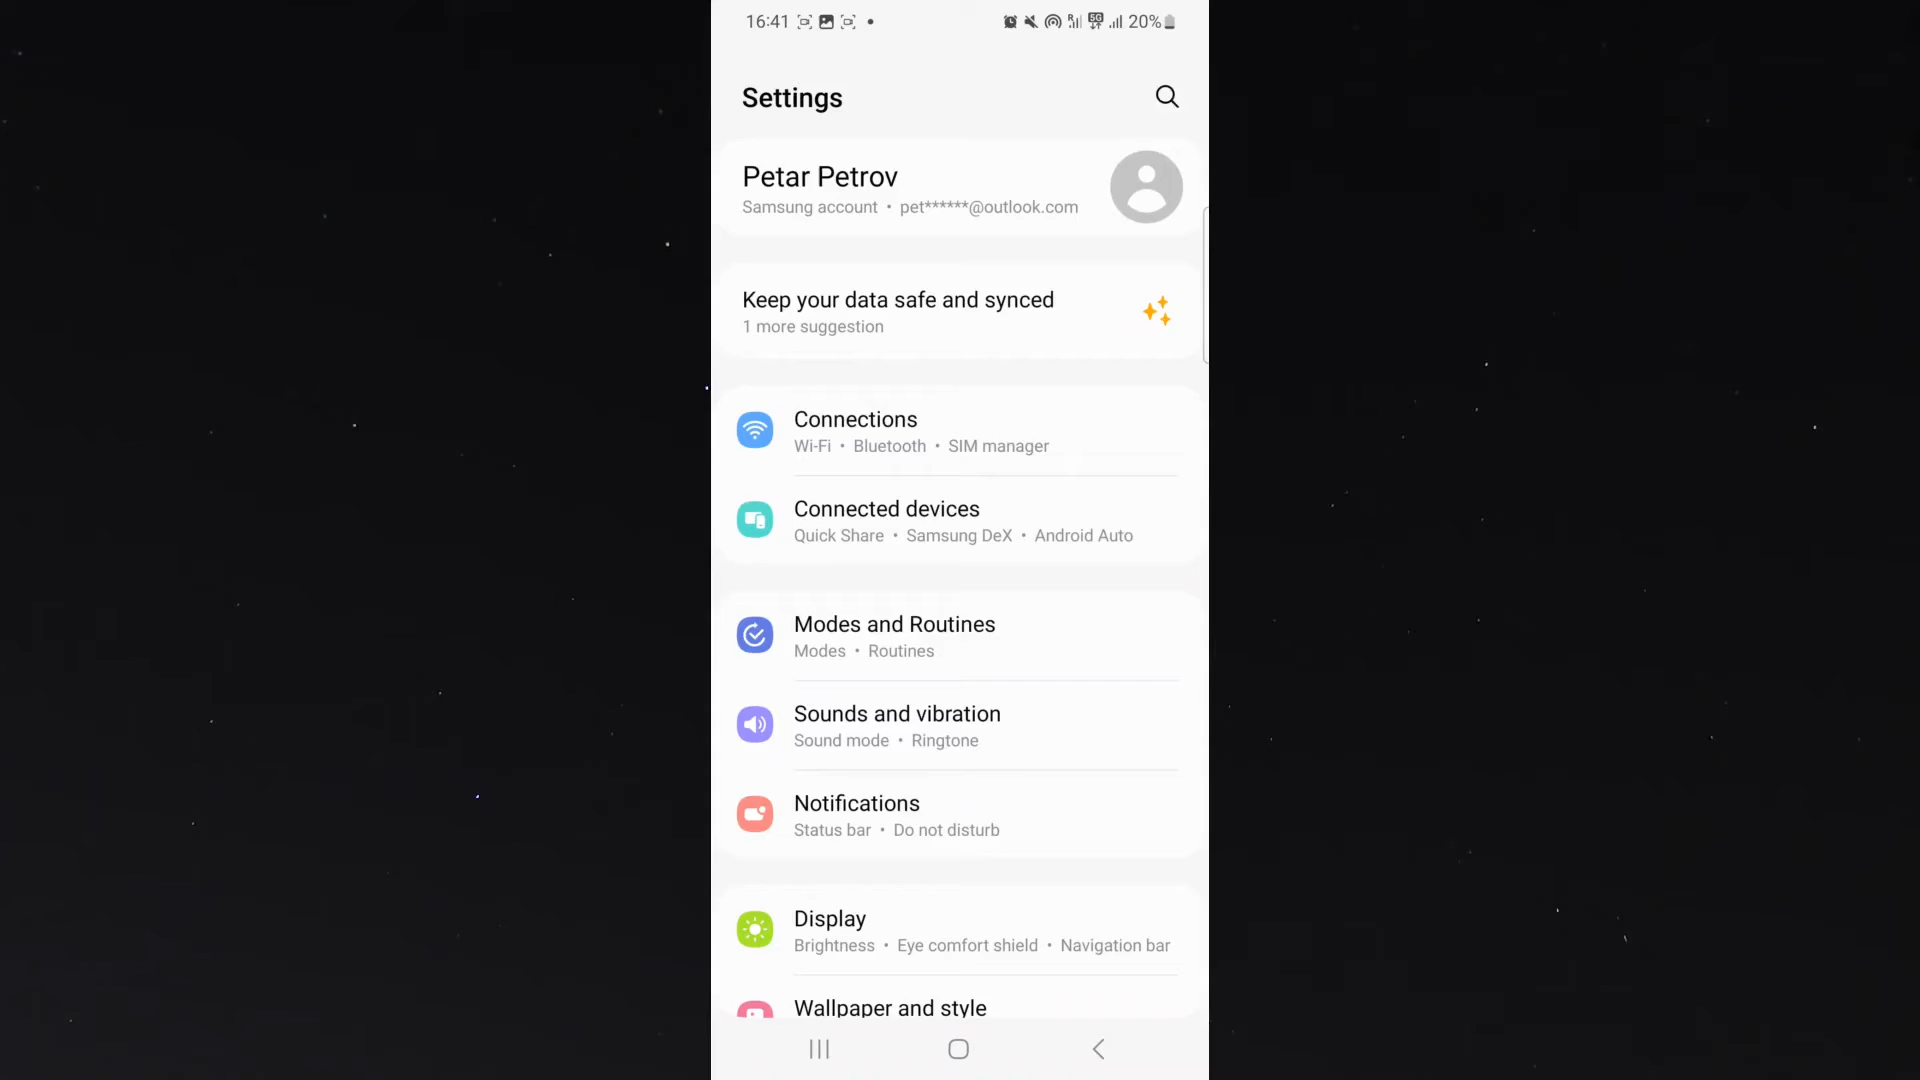 16:41 5G 20%
Settings
Petar Petrov
Samsung account • pet******@outlook.com
Keep your data safe and synced
1 more suggestion
Connections
Wi-Fi • Bluetooth • SIM manager
Connected devices
Quick Share • Samsung DeX • Android Auto
Modes and Routines
Modes • Routines
Sounds and vibration
Sound mode • Ringtone
Notifications
Status bar • Do not disturb
Display
Brightness • Eye comfort shield • Navigation bar
Wallpaper and style